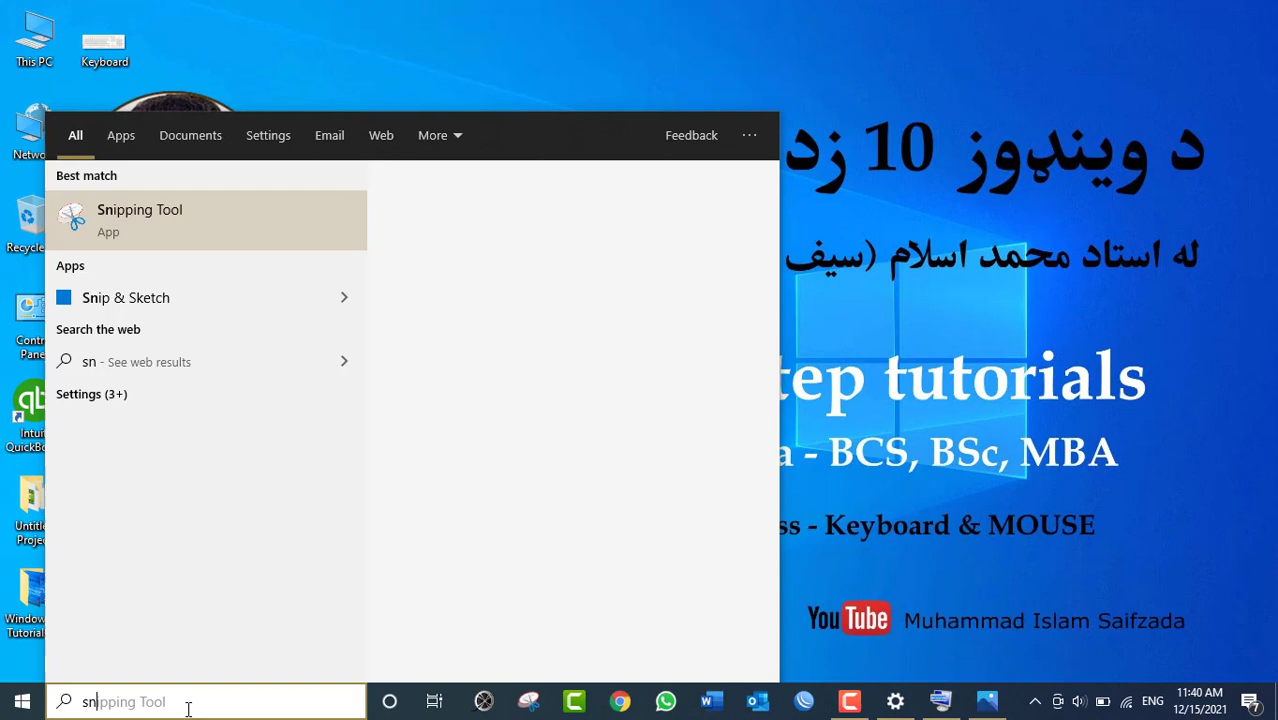 This PC
Keyboard
Netwo
Recycle
Contr
Pane
Intuit
QuickBo
Untitle
Projec
Window
Tutorial
All Apps Documents Settings Email Web More Feedback ...
Best match
Snipping Tool
App
Apps
Snip & Sketch
Search the web
sn - See web results
Settings (3+)
د وینډوز 10 زد
له استاد محمد اسلام (سیف
tep tutorials
a - BCS, BSc, MBA
ss - Keyboard & MOUSE
YouTube Muhammad Islam Saifzada
snipping Tool
ENG
11:40 AM
12/15/2021
7